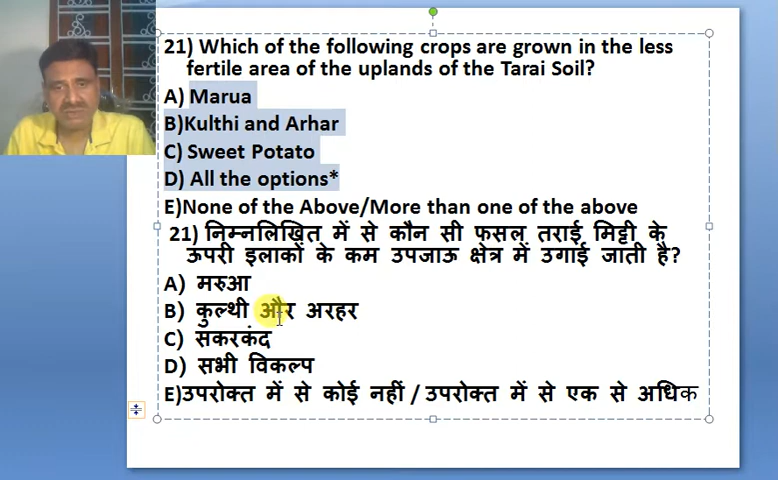 21) Which of the following crops are grown in the less
fertile area of the uplands of the Tarai Soil?
A) Marua
B)Kulthi and Arhar
C) Sweet Potato
D) All the options*
E)None of the Above/More than one of the above
21) निम्नलिखित में से कौन सी फसल तराई मिट्टी के
ऊपरी इलाकों के कम उपजाऊ क्षेत्र में उगाई जाती है?
A) मरुआ
B) कुल्थी और अरहर
C) सकरकंद
D) सभी विकल्प
E)उपरोक्त में से कोई नहीं / उपरोक्त में से एक से अधिक